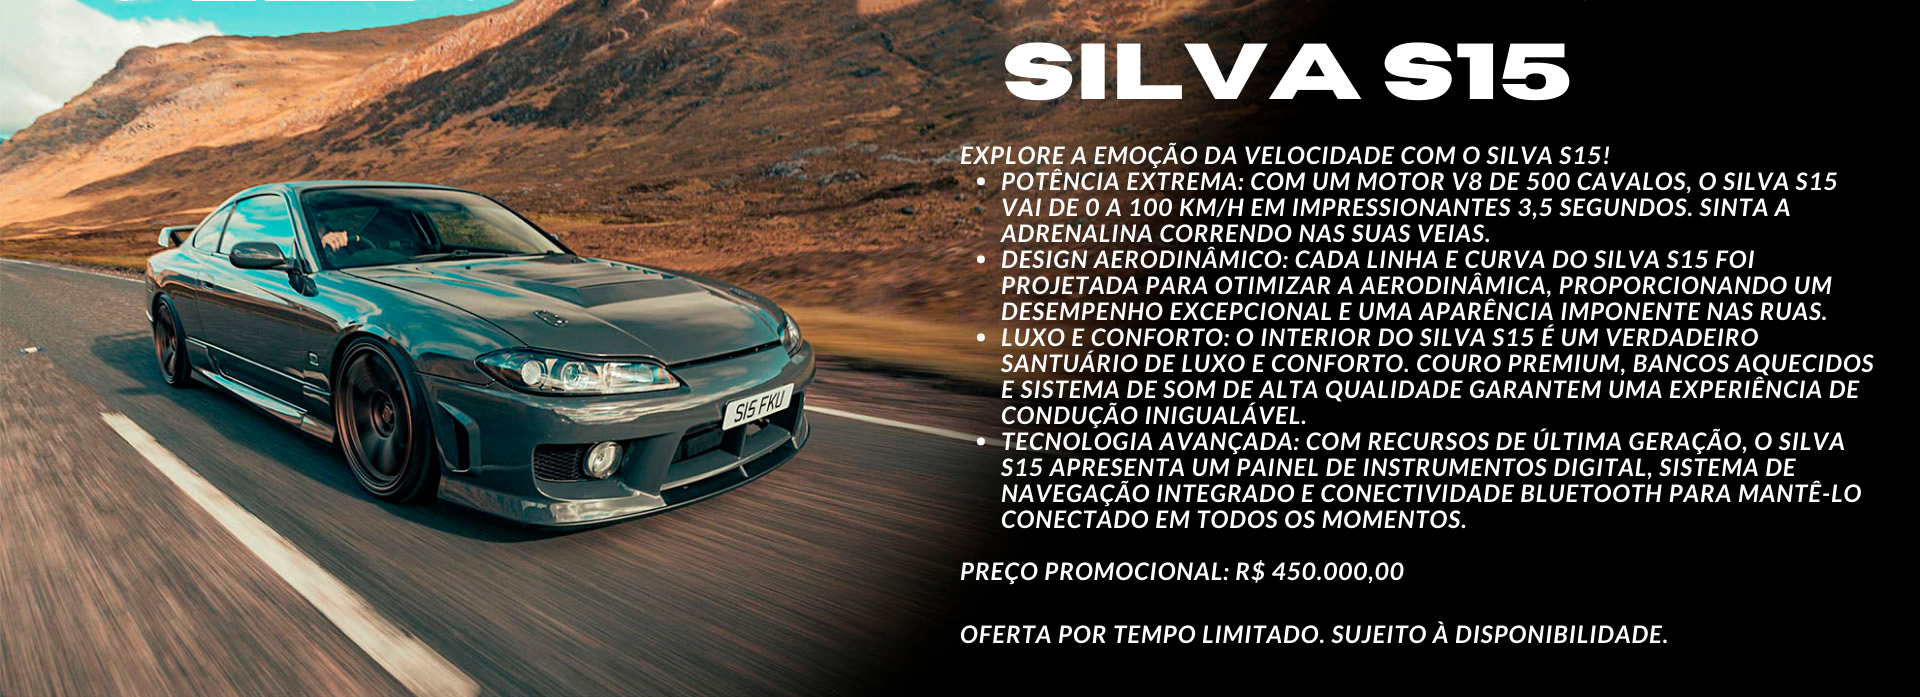 SILVA S15
EXPLORE A EMOÇÃO DA VELOCIDADE COM O SILVA S15!
• POTÊNCIA EXTREMA: COM UM MOTOR V8 DE 500 CAVALOS, O SILVA S15
VAI DE 0 A 100 KM/H EM IMPRESSIONANTES 3,5 SEGUNDOS. SINTA A
ADRENALINA CORRENDO NAS SUAS VEIAS.
• DESIGN AERODINÂMICO: CADA LINHA E CURVA DO SILVA S15 FOI
PROJETADA PARA OTIMIZAR A AERODINÂMICA, PROPORCIONANDO UM
DESEMPENHO EXCEPCIONAL E UMA APARÊNCIA IMPONENTE NAS RUAS.
• LUXO E CONFORTO: O INTERIOR DO SILVA S15 É UM VERDADEIRO
SANTUÁRIO DE LUXO E CONFORTO. COURO PREMIUM, BANCOS AQUECIDOS
E SISTEMA DE SOM DE ALTA QUALIDADE GARANTEM UMA EXPERIÊNCIA DE
CONDUÇÃO INIGUALÁVEL.
• TECNOLOGIA AVANÇADA: COM RECURSOS DE ÚLTIMA GERAÇÃO, O SILVA
S15 APRESENTA UM PAINEL DE INSTRUMENTOS DIGITAL, SISTEMA DE
NAVEGAÇÃO INTEGRADO E CONECTIVIDADE BLUETOOTH PARA MANTÊ-LO
CONECTADO EM TODOS OS MOMENTOS.
PREÇO PROMOCIONAL: R$ 450.000,00
OFERTA POR TEMPO LIMITADO. SUJEITO À DISPONIBILIDADE.
S15 FKU